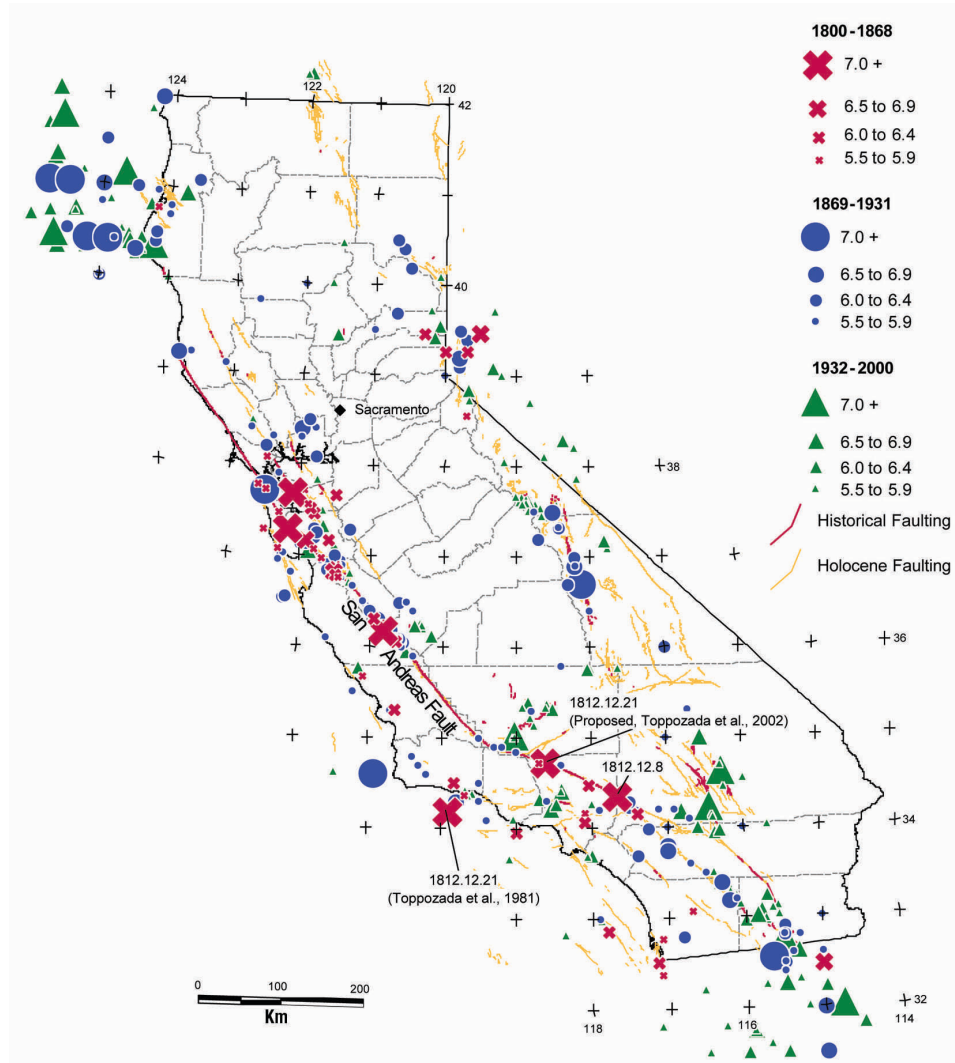 1800-1868
7.0 +
6.5 to 6.9
6.0 to 6.4
5.5 to 5.9
1869-1931
7.0 +
6.5 to 6.9
6.0 to 6.4
5.5 to 5.9
1932-2000
7.0 +
6.5 to 6.9
6.0 to 6.4
5.5 to 5.9
Historical Faulting
Holocene Faulting
124
122
120
42
40
Sacramento
38
San Andreas Fault
36
1812.12.21
(Proposed, Toppozada et al., 2002)
1812.12.8
34
1812.12.21
(Toppozada et al., 1981)
0 100 200
Km
118
116
32
114